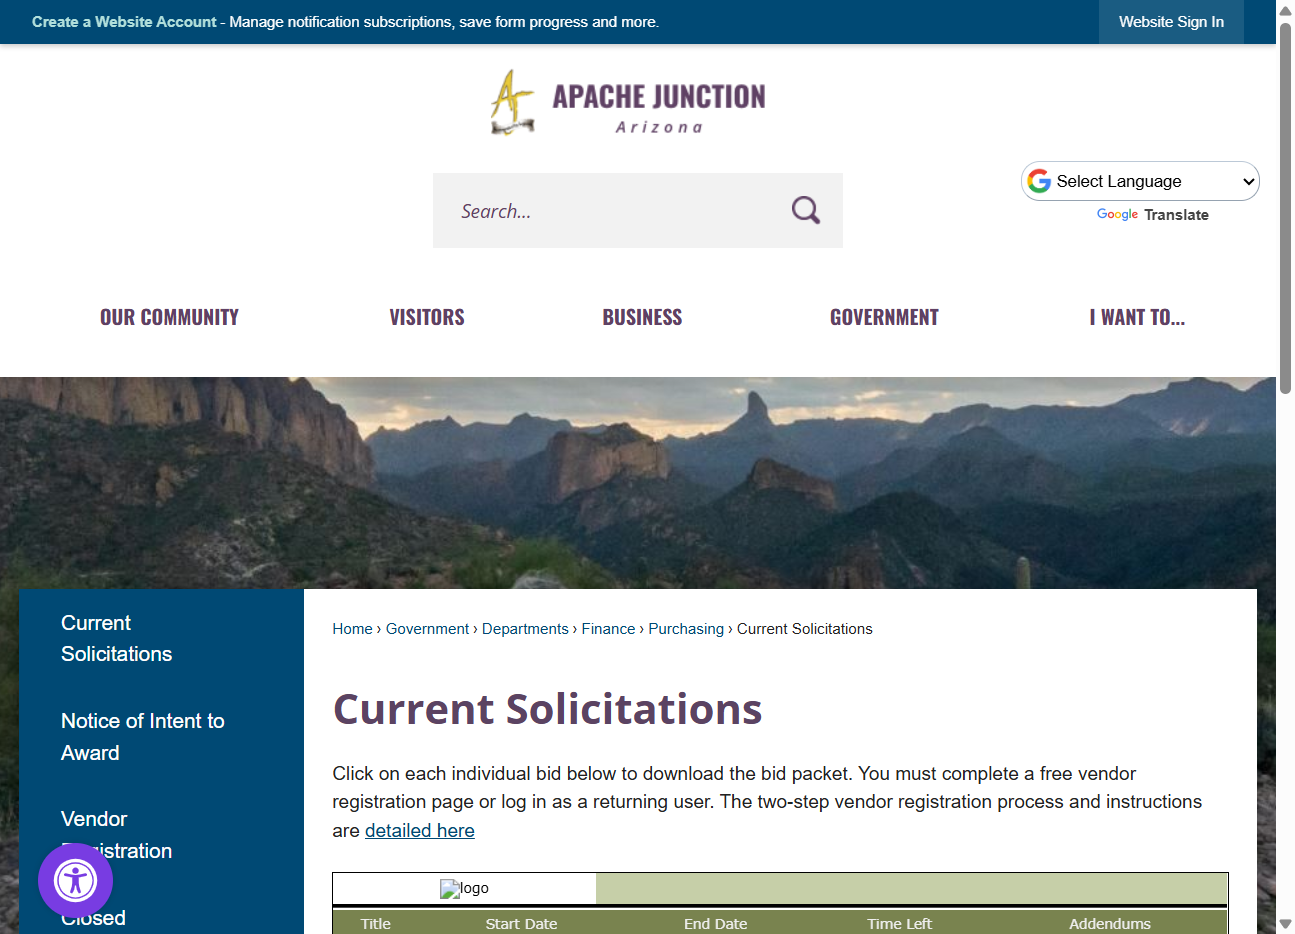 Create a Website Account - Manage notification subscriptions, save form progress and more.
Website Sign In
APACHE JUNCTION
Arizona
Search...
Select Language
Google Translate
OUR COMMUNITY
VISITORS
BUSINESS
GOVERNMENT
I WANT TO...
Current
Solicitations
Notice of Intent to
Award
Vendor
Registration
Closed
Home › Government › Departments › Finance › Purchasing › Current Solicitations
Current Solicitations
Click on each individual bid below to download the bid packet. You must complete a free vendor
registration page or log in as a returning user. The two-step vendor registration process and instructions
are detailed here
logo
Title Start Date End Date Time Left Addendums